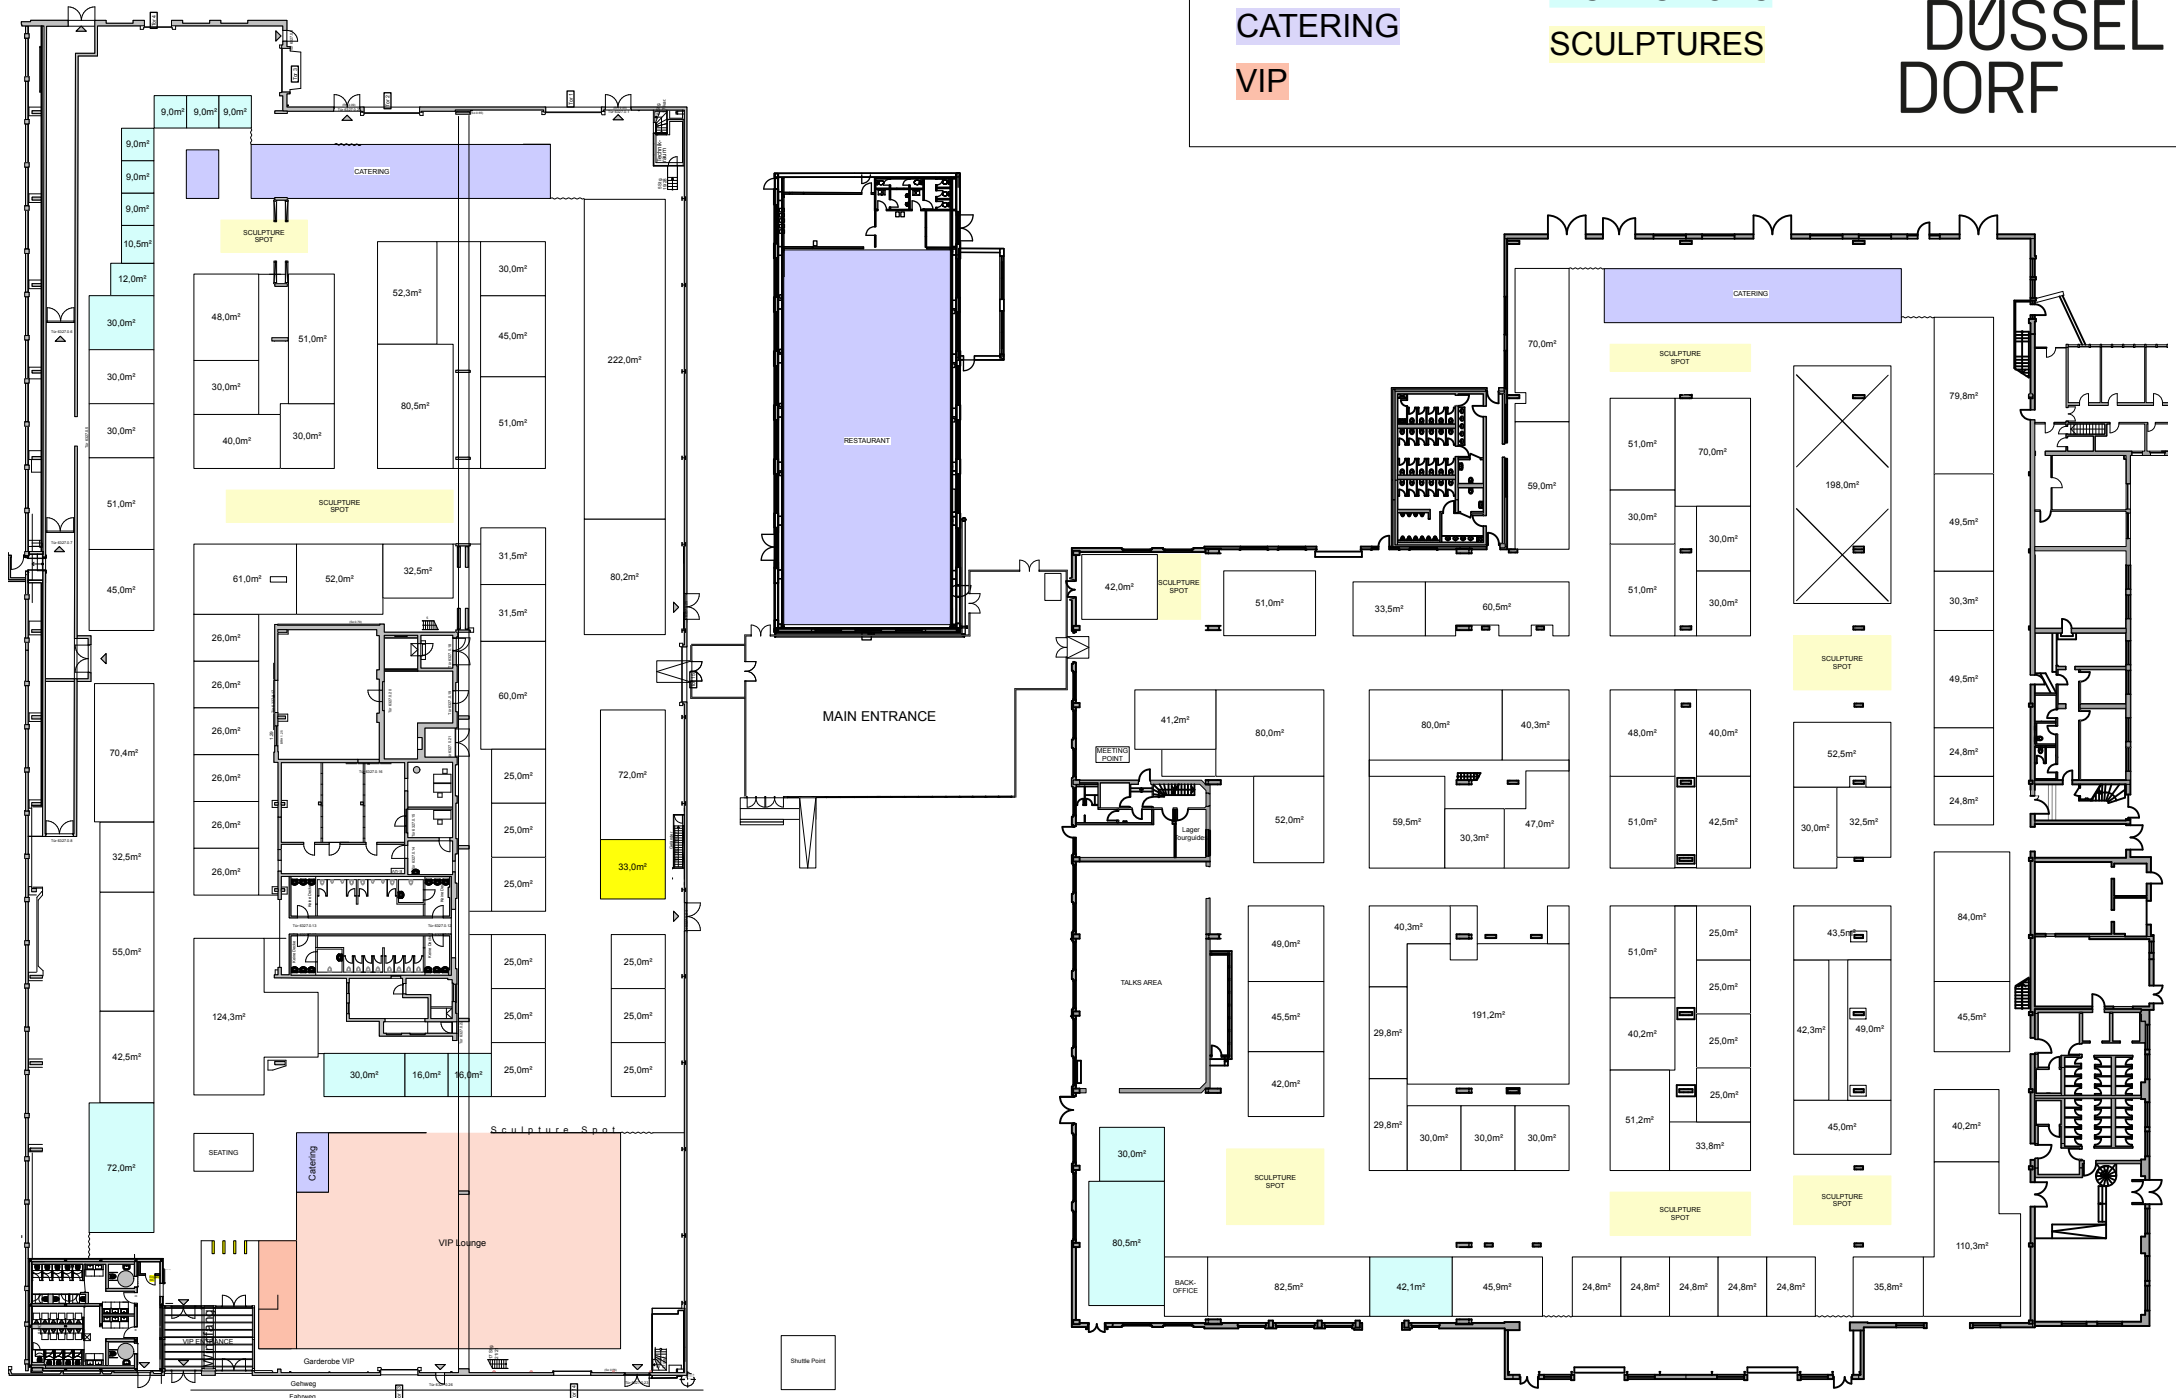 CATERING
VIP
SCULPTURES
DÜSSEL
DORF
9,0m²
9,0m²
9,0m²
9,0m²
9,0m²
9,0m²
10,5m²
12,0m²
30,0m²
30,0m²
30,0m²
51,0m²
45,0m²
70,4m²
32,5m²
55,0m²
42,5m²
72,0m²
CATERING
SCULPTURE
SPOT
48,0m²
51,0m²
30,0m²
40,0m²
30,0m²
52,3m²
80,5m²
30,0m²
45,0m²
51,0m²
222,0m²
80,2m²
SCULPTURE
SPOT
61,0m²
52,0m²
32,5m²
31,5m²
31,5m²
60,0m²
26,0m²
26,0m²
26,0m²
26,0m²
26,0m²
26,0m²
25,0m²
25,0m²
25,0m²
72,0m²
33,0m²
124,3m²
25,0m²
25,0m²
25,0m²
25,0m²
25,0m²
25,0m²
30,0m²
16,0m²
16,0m²
Sculpture Spot
SEATING
Catering
VIP Lounge
VIP ENTRANCE
Windfang
Garderobe VIP
Gehweg
Fahrweg
RESTAURANT
MAIN ENTRANCE
Shuttle Point
CATERING
70,0m²
59,0m²
SCULPTURE
SPOT
51,0m²
70,0m²
30,0m²
30,0m²
51,0m²
30,0m²
198,0m²
79,8m²
49,5m²
30,3m²
49,5m²
24,8m²
24,8m²
42,0m²
SCULPTURE
SPOT
51,0m²
33,5m²
60,5m²
SCULPTURE
SPOT
41,2m²
80,0m²
52,0m²
MEETING
POINT
Lager
Tourguides
80,0m²
40,3m²
59,5m²
30,3m²
47,0m²
48,0m²
40,0m²
51,0m²
42,5m²
52,5m²
30,0m²
32,5m²
84,0m²
45,5m²
TALKS AREA
49,0m²
45,5m²
42,0m²
40,3m²
191,2m²
29,8m²
29,8m²
30,0m²
30,0m²
30,0m²
51,0m²
25,0m²
25,0m²
40,2m²
25,0m²
25,0m²
51,2m²
33,8m²
43,5m²
42,3m²
49,0m²
45,0m²
40,2m²
110,3m²
30,0m²
80,5m²
SCULPTURE
SPOT
SCULPTURE
SPOT
SCULPTURE
SPOT
BACK-
OFFICE
82,5m²
42,1m²
45,9m²
24,8m²
24,8m²
24,8m²
24,8m²
24,8m²
35,8m²